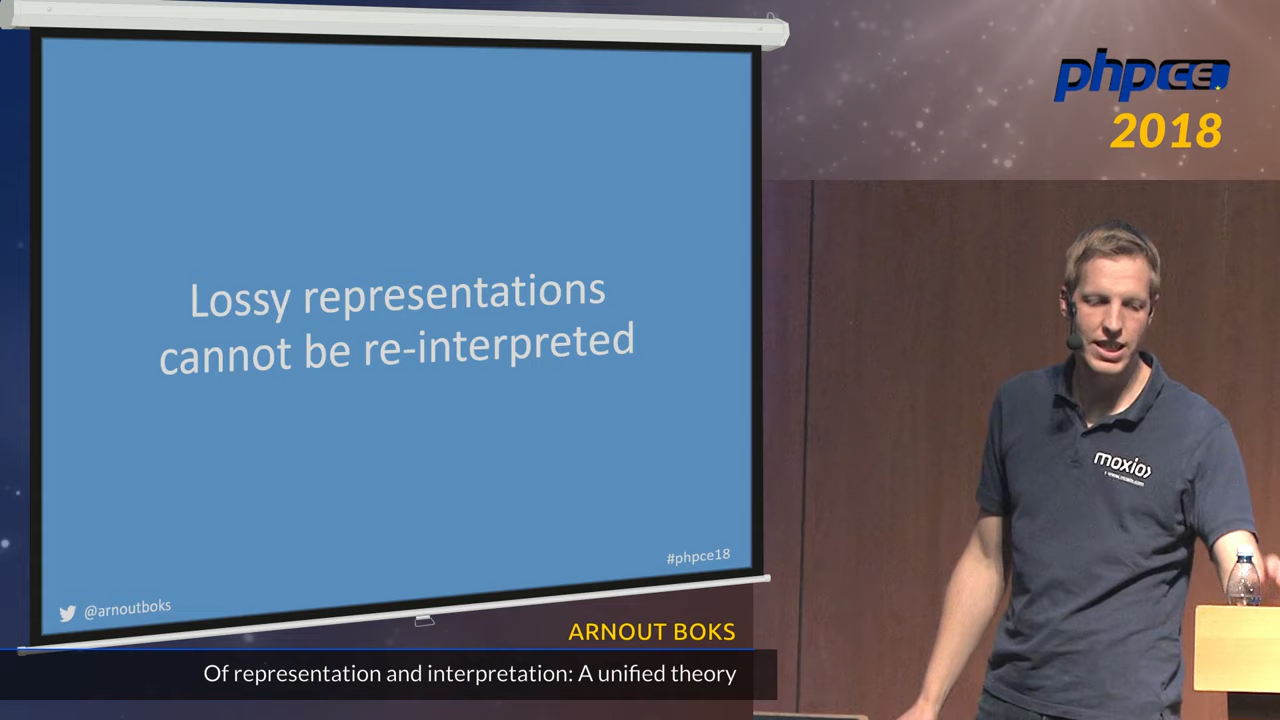 phpce
2018
Lossy representations
cannot be re-interpreted
moxio
#phpce18
@arnoutboks
ARNOUT BOKS
Of representation and interpretation: A unified theory